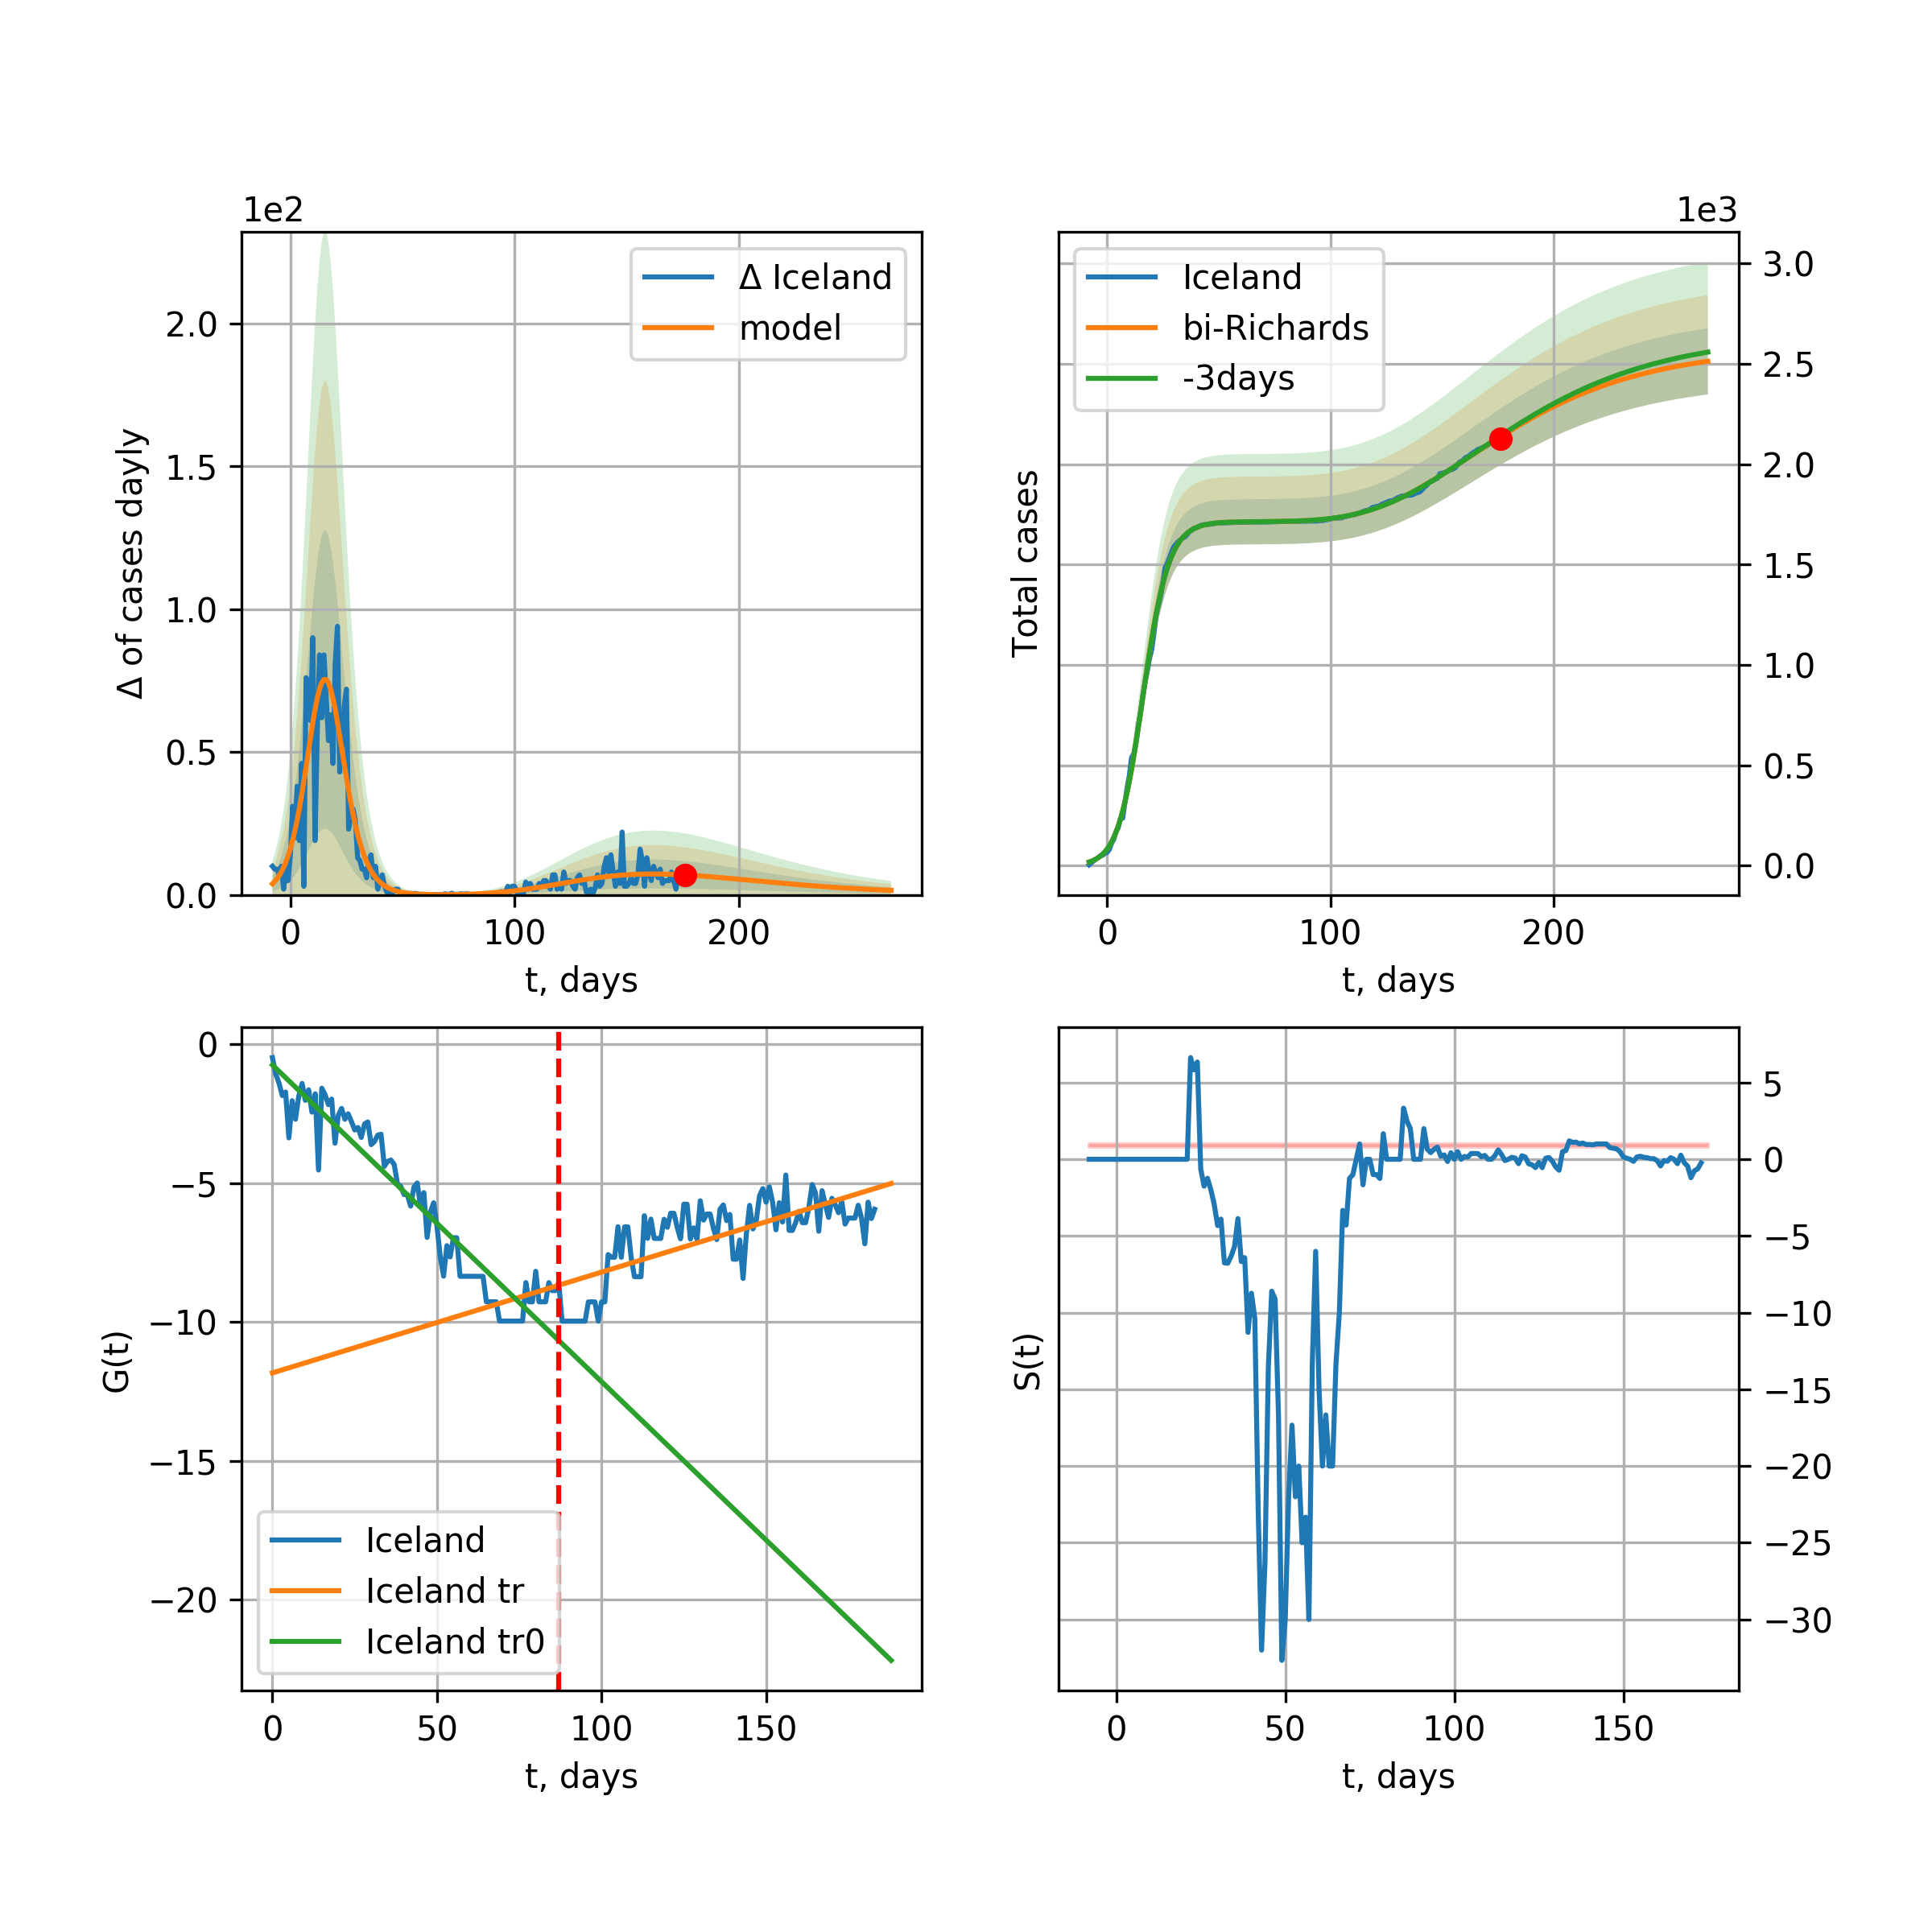 1e2
Δ Iceland
model
2.0
1.5
1.0
0.5
0.0
Δ of cases dayly
0 100 200
t, days
1e3
Iceland
bi-Richards
-3days
3.0
2.5
2.0
1.5
1.0
0.5
0.0
Total cases
0 100 200
t, days
0
−5
−10
−15
−20
G(t)
Iceland
Iceland tr
Iceland tr0
0 50 100 150
t, days
5
0
−5
−10
−15
−20
−25
−30
S(t)
0 50 100 150
t, days